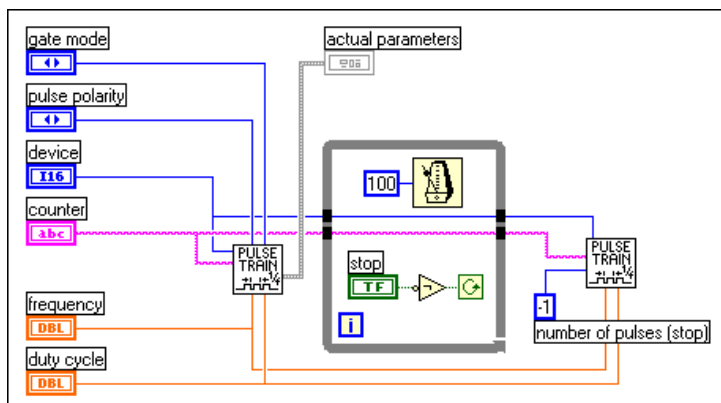 gate mode
actual parameters
pulse polarity
device
I16
100
counter
abc
PULSE
TRAIN
stop
TF
PULSE
TRAIN
frequency
DBL
i
-1
number of pulses (stop)
duty cycle
DBL